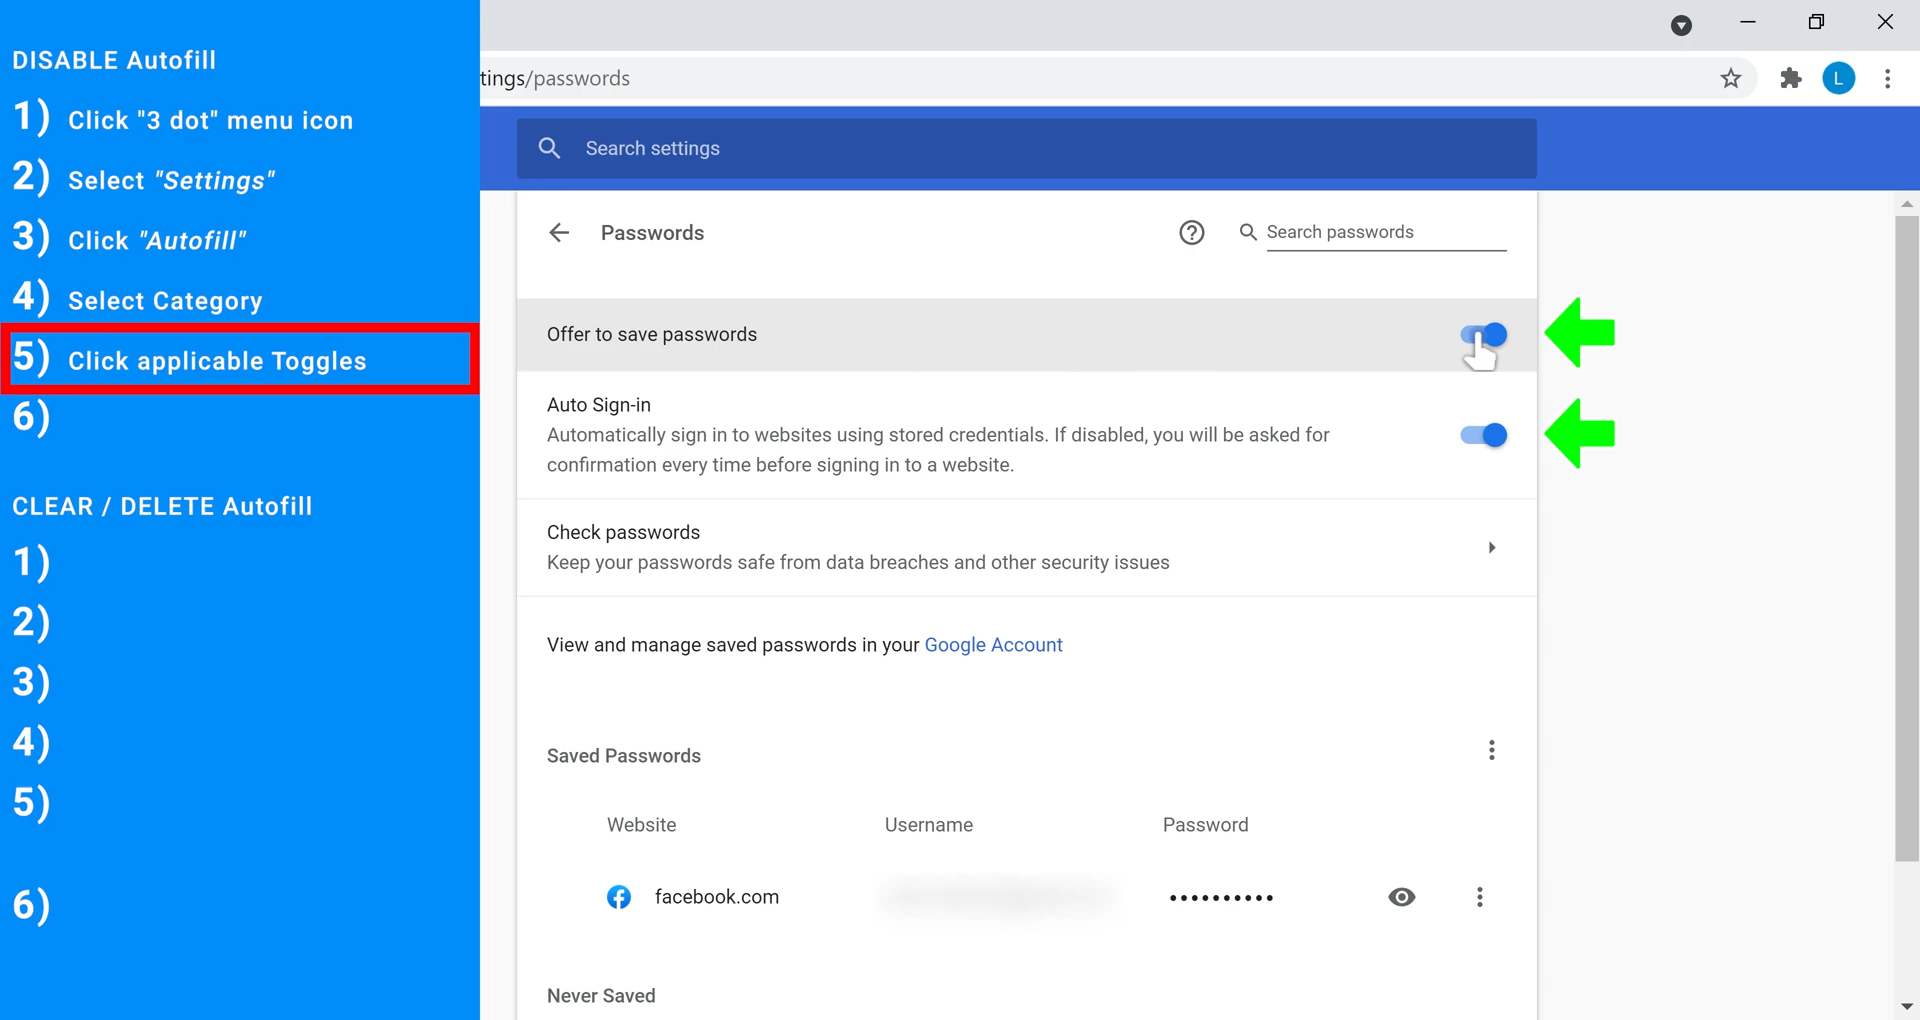 DISABLE Autofill
1) Click "3 dot" menu icon
2) Select "Settings"
3) Click "Autofill"
4) Select Category
5) Click applicable Toggles
6)
CLEAR / DELETE Autofill
1)
2)
3)
4)
5)
6)
tings/passwords
L
Search settings
Passwords
Search passwords
Offer to save passwords
Auto Sign-in
Automatically sign in to websites using stored credentials. If disabled, you will be asked for
confirmation every time before signing in to a website.
Check passwords
Keep your passwords safe from data breaches and other security issues
View and manage saved passwords in your Google Account
Saved Passwords
Website Username Password
facebook.com ••••••••••
Never Saved